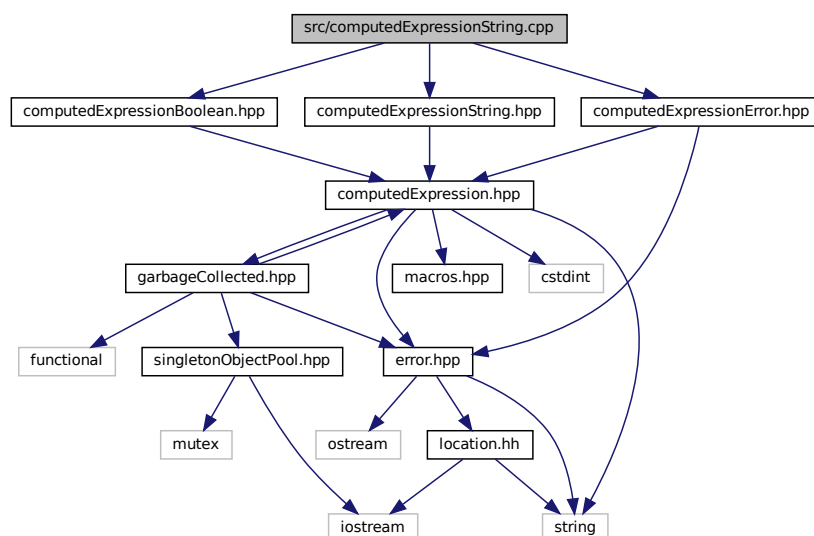 src/computedExpressionString.cpp
computedExpressionBoolean.hpp
computedExpressionString.hpp
computedExpressionError.hpp
computedExpression.hpp
garbageCollected.hpp
macros.hpp
cstdint
functional
singletonObjectPool.hpp
error.hpp
mutex
ostream
location.hh
iostream
string